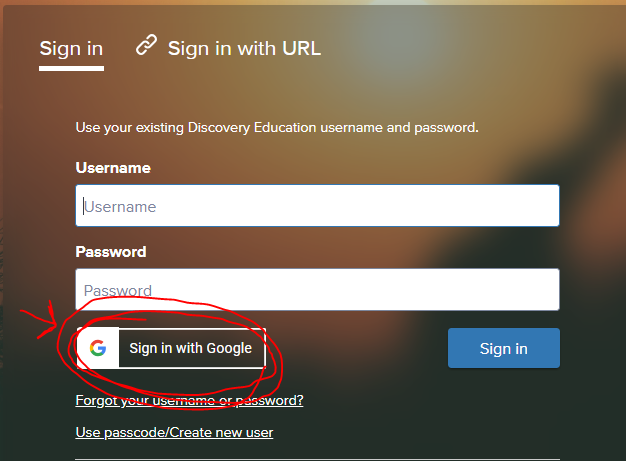 Sign in
Sign in with URL
Use your existing Discovery Education username and password.
Username
Username
Password
Password
Sign in with Google
Sign in
Forgot your username or password?
Use passcode/Create new user